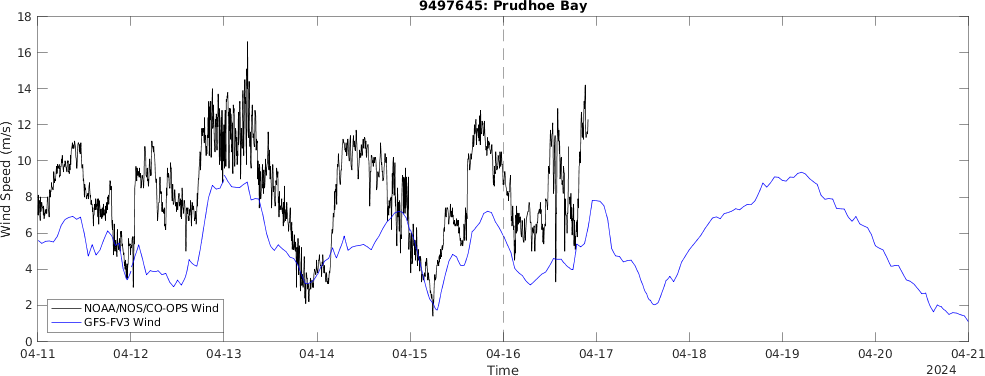 9497645: Prudhoe Bay
18
16
14
12
10
8
6
4
2
0
Wind Speed (m/s)
NOAA/NOS/CO-OPS Wind
GFS-FV3 Wind
04-11 04-12 04-13 04-14 04-15 04-16 04-17 04-18 04-19 04-20 04-21
Time
2024